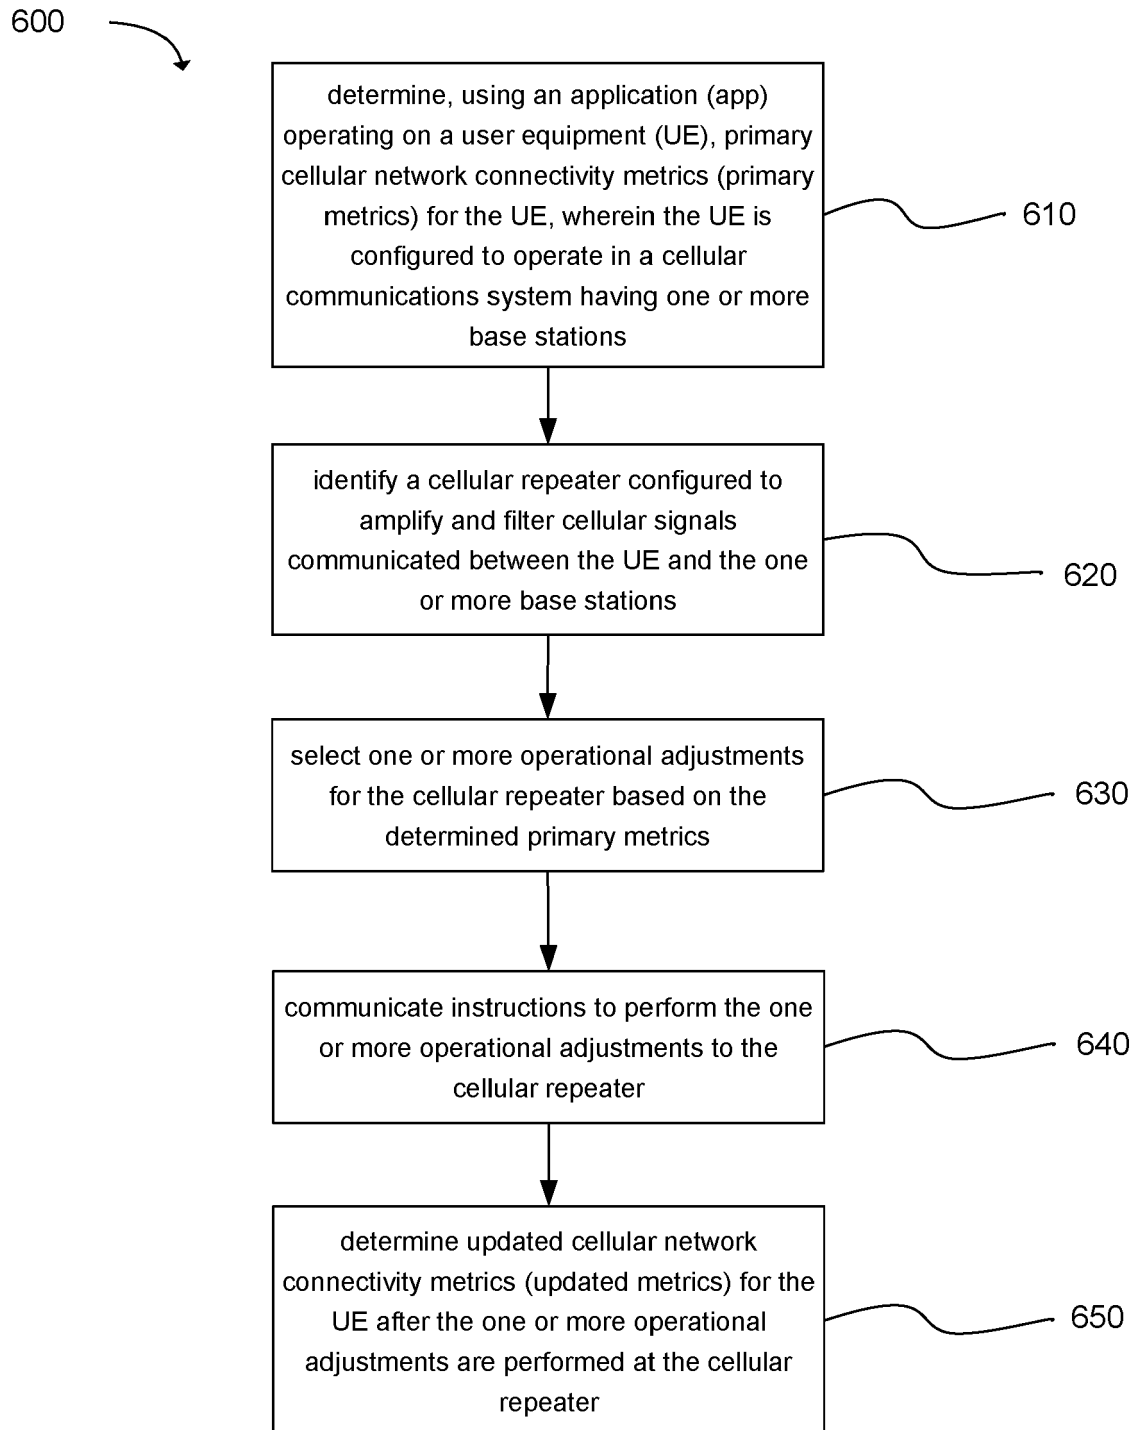 600
determine, using an application (app)
operating on a user equipment (UE), primary
cellular network connectivity metrics (primary
metrics) for the UE, wherein the UE is
configured to operate in a cellular
communications system having one or more
base stations
610
identify a cellular repeater configured to
amplify and filter cellular signals
communicated between the UE and the one
or more base stations
620
select one or more operational adjustments
for the cellular repeater based on the
determined primary metrics
630
communicate instructions to perform the one
or more operational adjustments to the
cellular repeater
640
determine updated cellular network
connectivity metrics (updated metrics) for the
UE after the one or more operational
adjustments are performed at the cellular
repeater
650